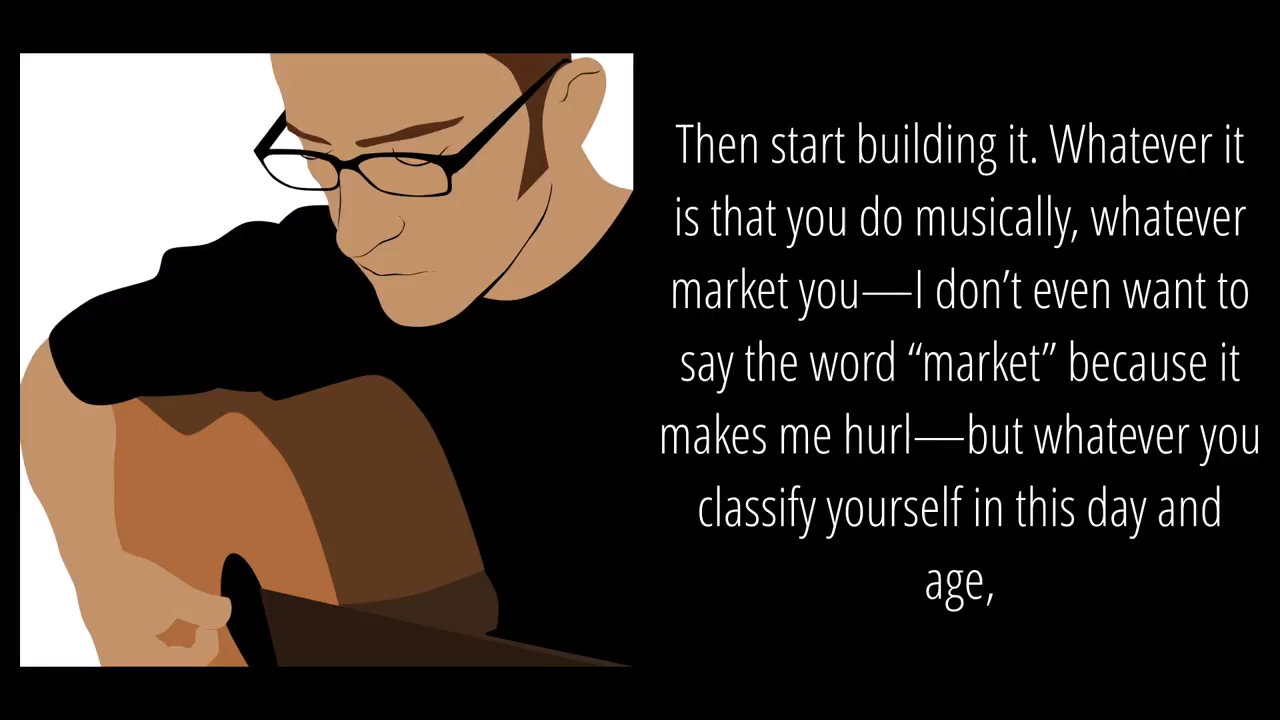 Then start building it. Whatever it
is that you do musically, whatever
market you—I don’t even want to
say the word “market” because it
makes me hurl—but whatever you
classify yourself in this day and
age,